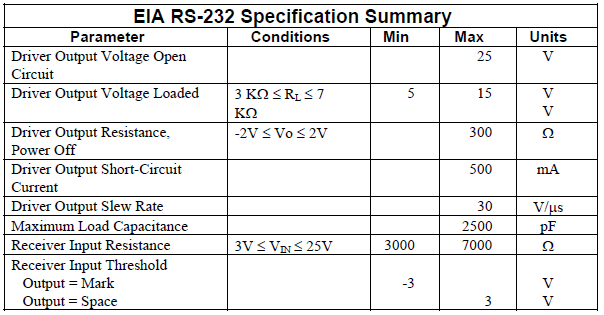 EIA RS-232 Specification Summary
Parameter Conditions Min Max Units
Driver Output Voltage Open 25 V
Circuit
Driver Output Voltage Loaded 3 KΩ ≤ RL ≤ 7 5 15 V
KΩ V
Driver Output Resistance, -2V ≤ Vo ≤ 2V 300 Ω
Power Off
Driver Output Short-Circuit 500 mA
Current
Driver Output Slew Rate 30 V/μs
Maximum Load Capacitance 2500 pF
Receiver Input Resistance 3V ≤ VIN ≤ 25V 3000 7000 Ω
Receiver Input Threshold
Output = Mark -3 V
Output = Space 3 V